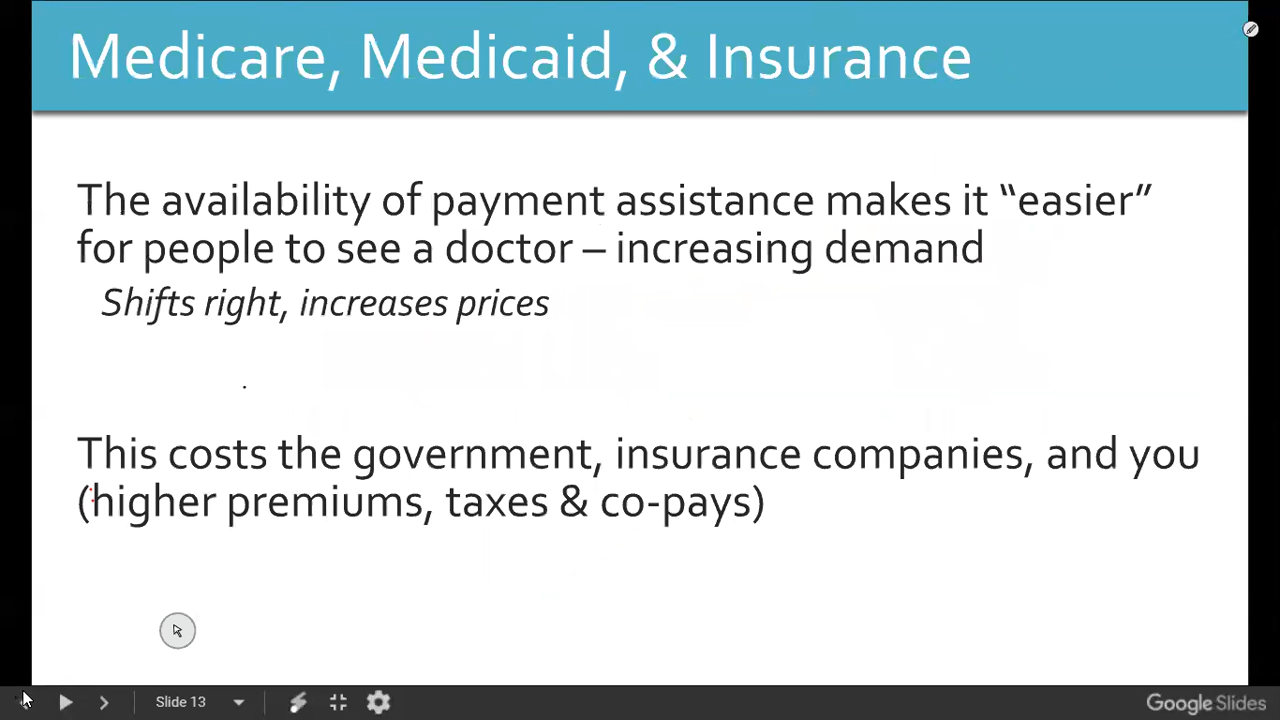 Medicare, Medicaid, & Insurance
The availability of payment assistance makes it “easier”
for people to see a doctor – increasing demand
Shifts right, increases prices
This costs the government, insurance companies, and you
(higher premiums, taxes & co-pays)
Slide 13
Google Slides